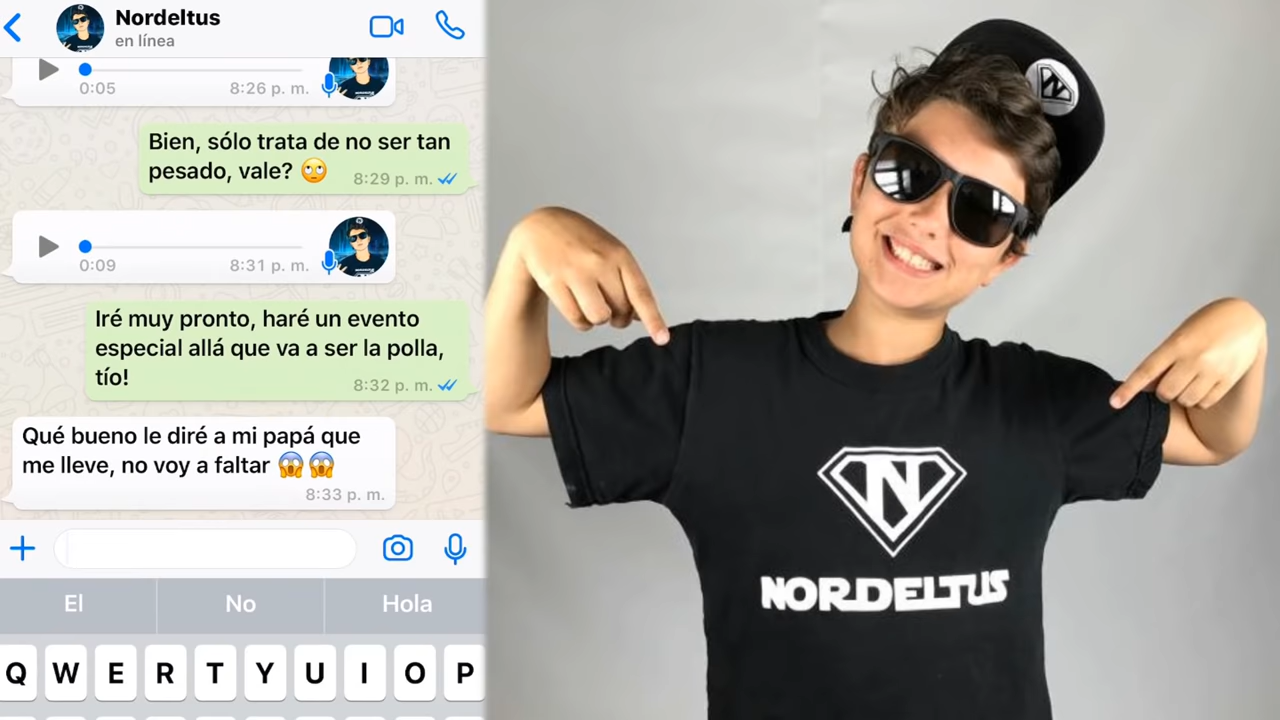 Nordeltus
en línea
0:05
8:26 p. m.
Bien, sólo trata de no ser tan
pesado, vale? 🙄
8:29 p. m.
0:09
8:31 p. m.
Iré muy pronto, haré un evento
especial allá que va a ser la polla,
tío!
8:32 p. m.
Qué bueno le diré a mi papá que
me lleve, no voy a faltar 😱😱
8:33 p. m.
El No Hola
Q W E R T Y U I O P
N
N
NORDELTUS